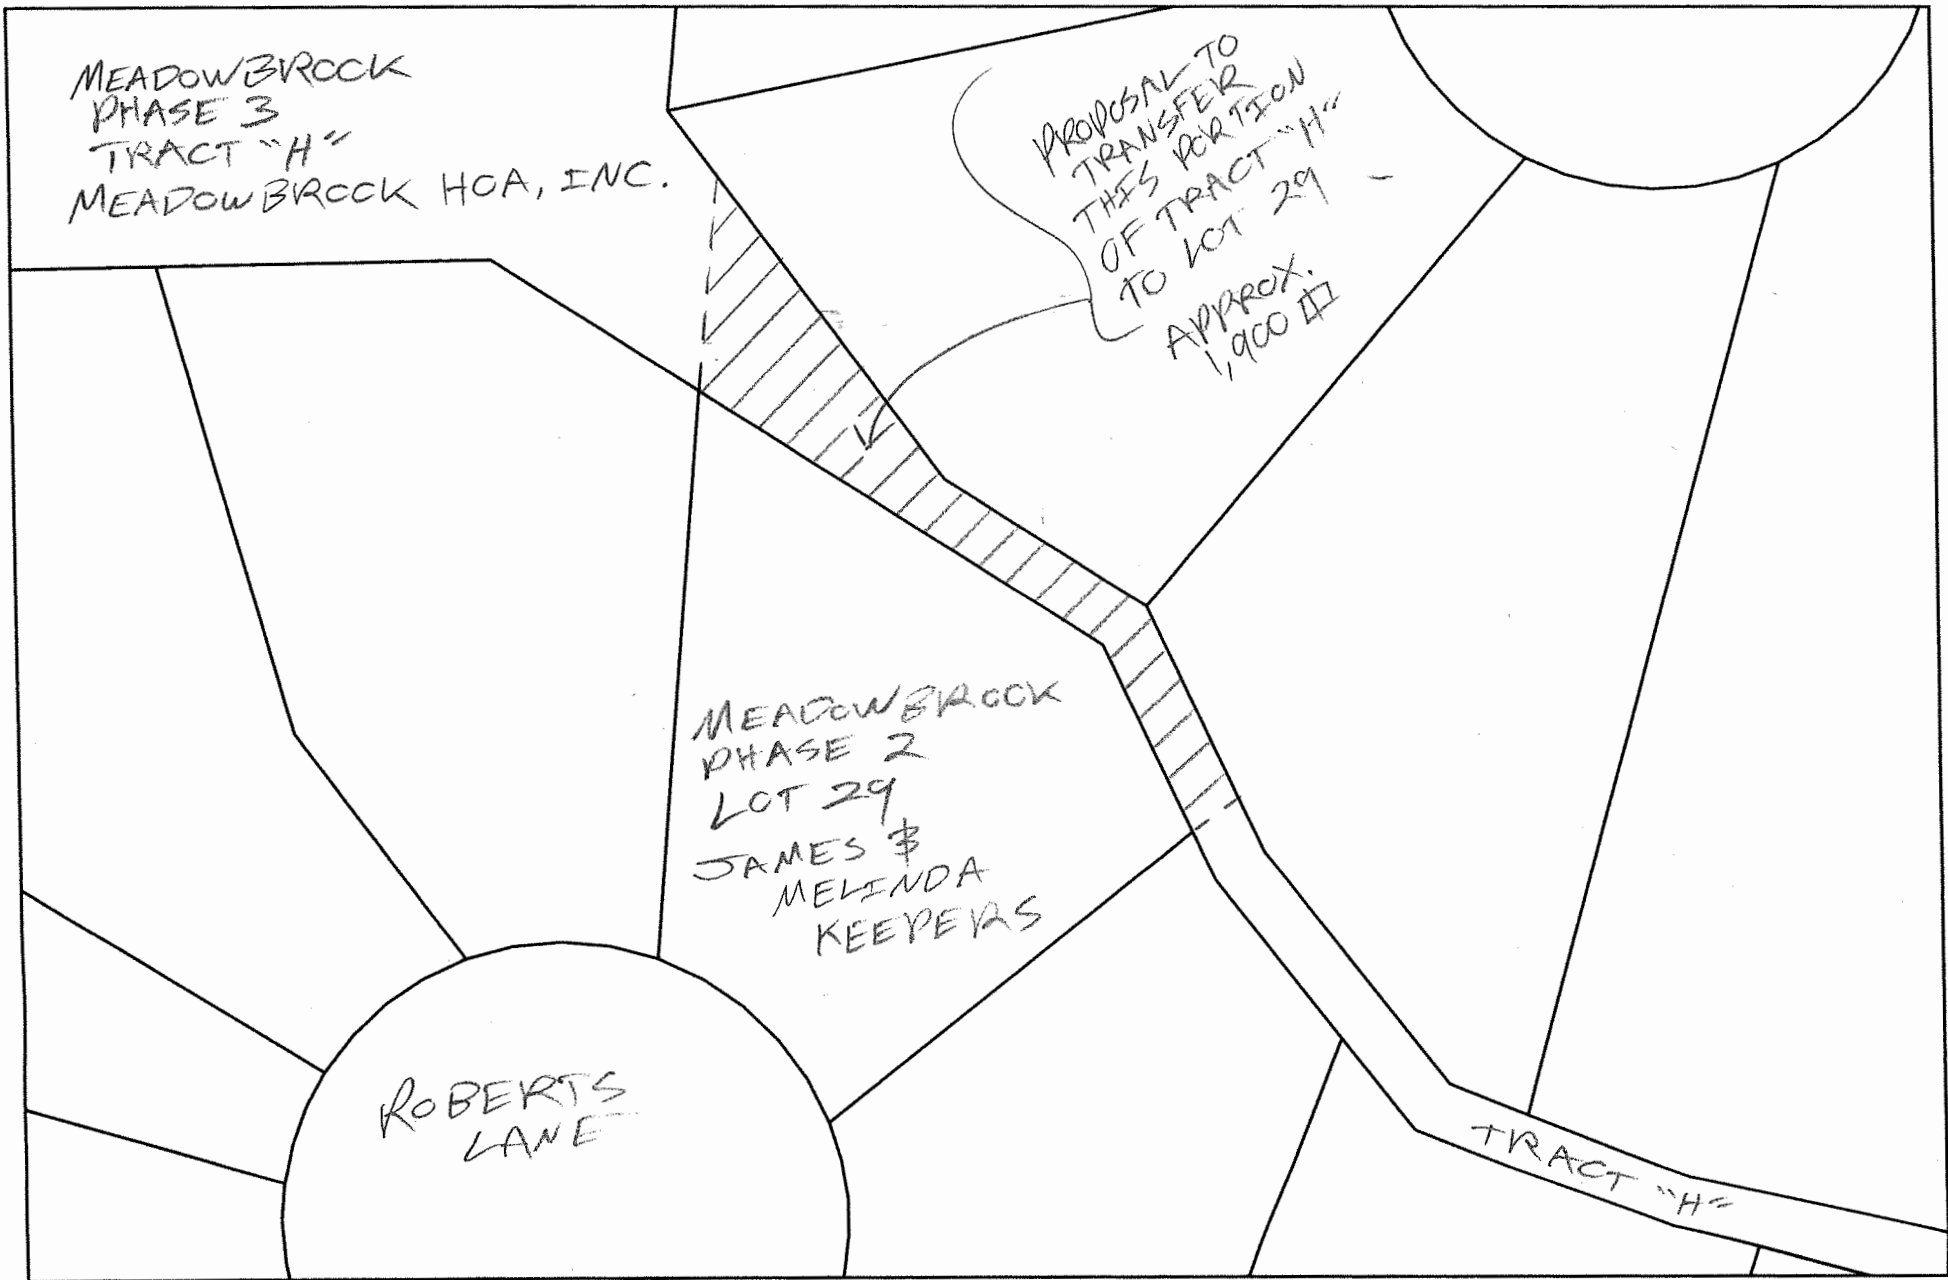 MEADOWBROOK
PHASE 3
TRACT "H"
MEADOWBROOK HOA, INC.
PROPOSAL TO
TRANSFER
THIS PORTION
OF TRACT "H"
TO LOT 29
APPROX.
1,900
MEADOWBROOK
PHASE 2
LOT 29
JAMES &
MELINDA
KEEPERS
ROBERTS
LANE
TRACT "H"